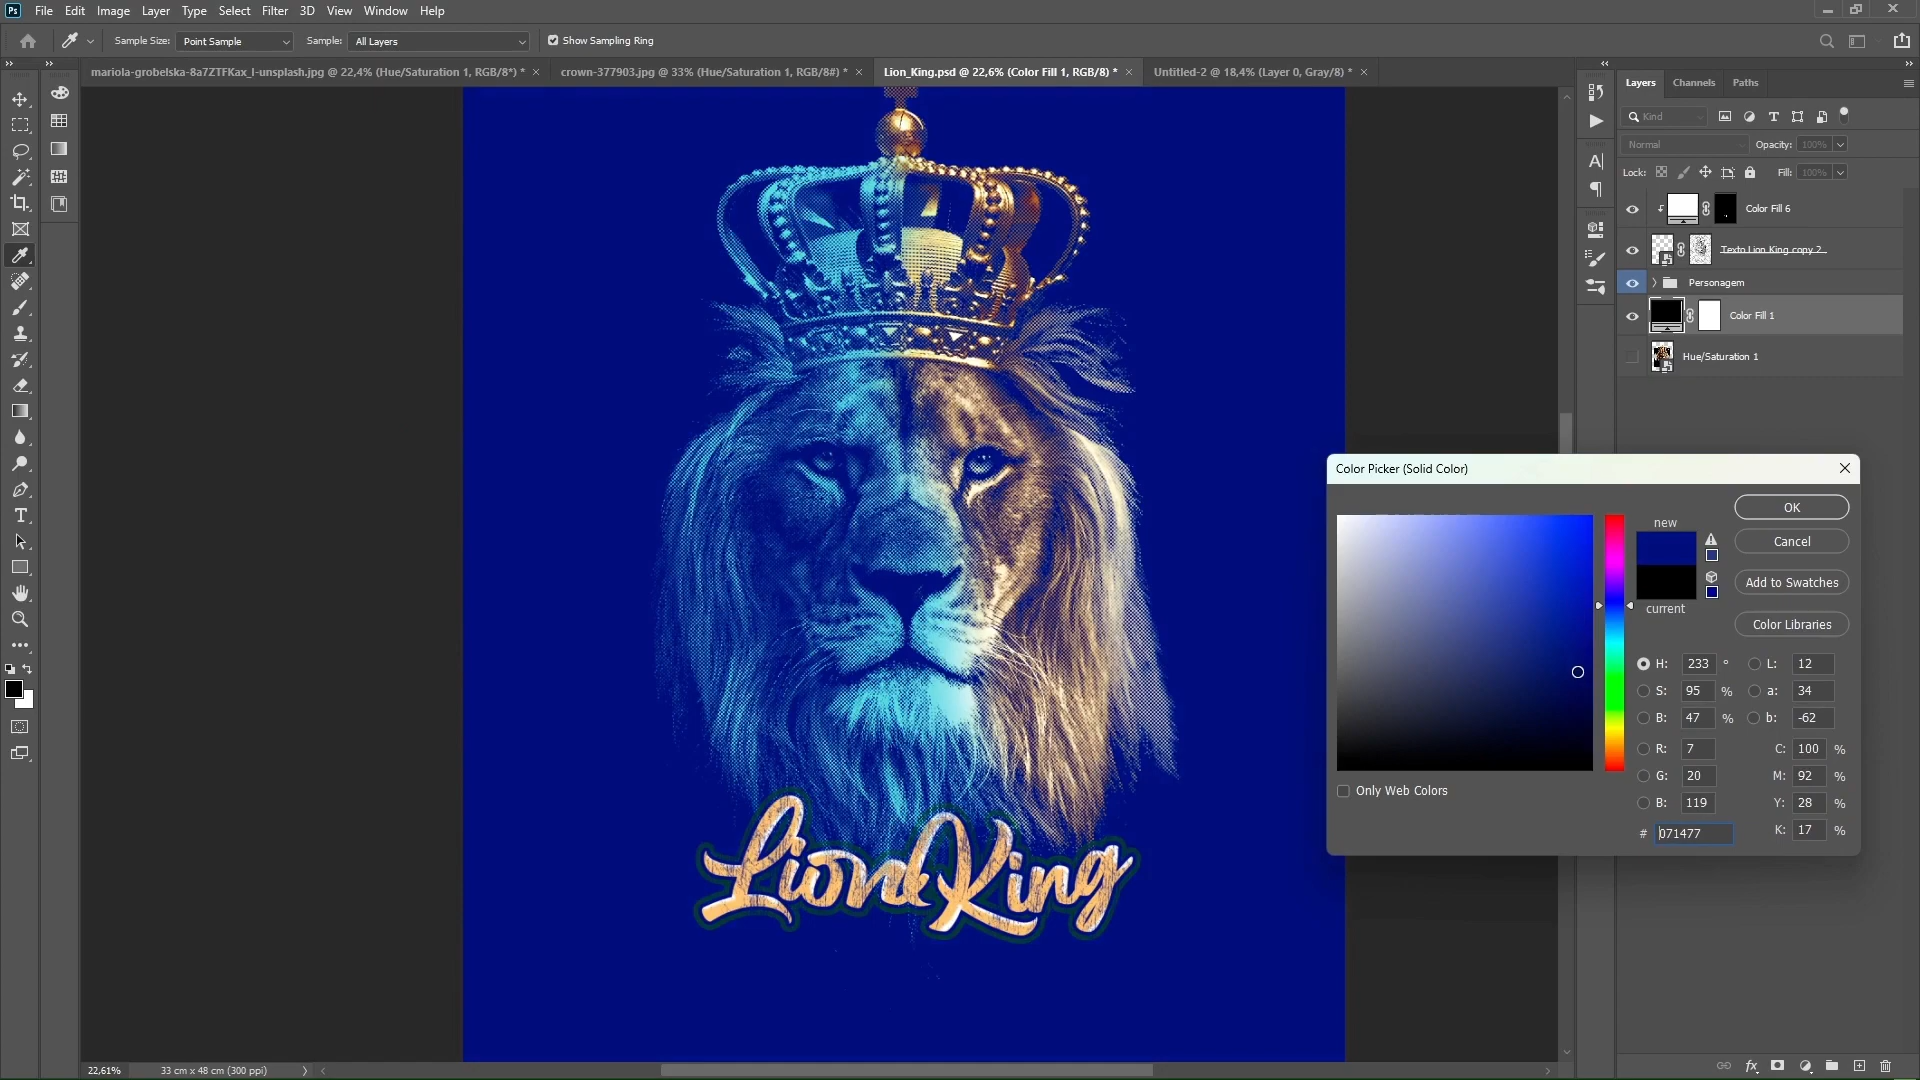 Ps File Edit Image Layer Type Select Filter 3D View Window Help
Sample Size: Point Sample Sample: All Layers Show Sampling Ring
mariola-grobelska-8a7ZTFKax_I-unsplash.jpg @ 22,4% (Hue/Saturation 1, RGB/8*) * crown-377903.jpg @ 33% (Hue/Saturation 1, RGB/8#) * Lion_King.psd @ 22,6% (Color Fill 1, RGB/8) * Untitled-2 @ 18,4% (Layer 0, Gray/8) *
Layers Channels Paths
Kind
Normal Opacity: 100%
Lock: Fill: 100%
Color Fill 6
Texto Lion King copy 2
Personagem
Color Fill 1
Hue/Saturation 1
Color Picker (Solid Color)
new
current
OK
Cancel
Add to Swatches
Color Libraries
H: 233 ° L: 12
S: 95 % a: 34
B: 47 % b: -62
R: 7 C: 100 %
G: 20 M: 92 %
B: 119 Y: 28 %
# 071477 K: 17 %
Only Web Colors
Lion King
22,61% 33 cm x 48 cm (300 ppi)